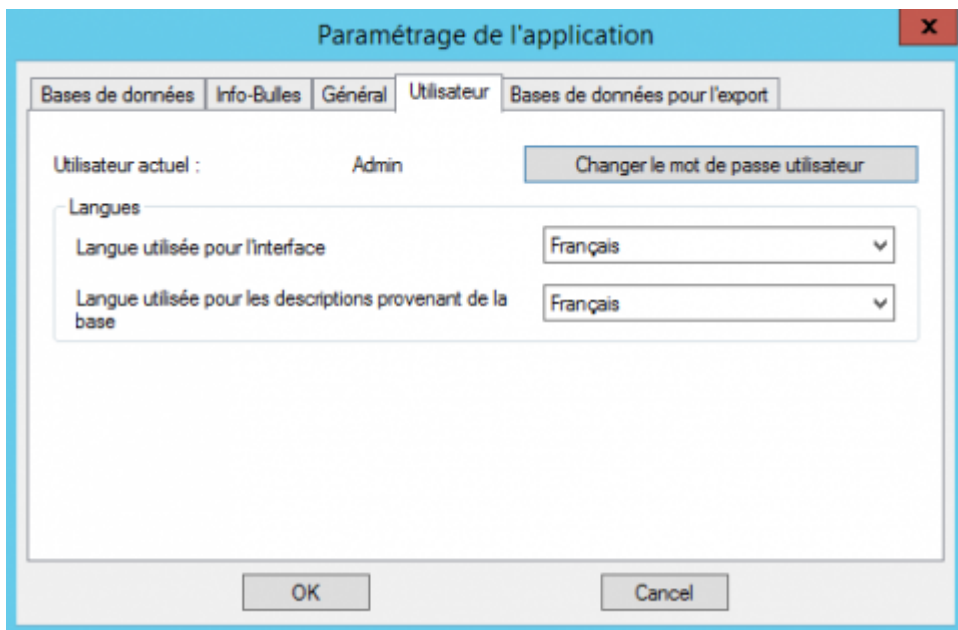 Paramétrage de l'application
x
Bases de données Info-Bulles Général Utilisateur Bases de données pour l'export
Utilisateur actuel : Admin Changer le mot de passe utilisateur
Langues
Langue utilisée pour l'interface Français
Langue utilisée pour les descriptions provenant de la Français
base
OK Cancel